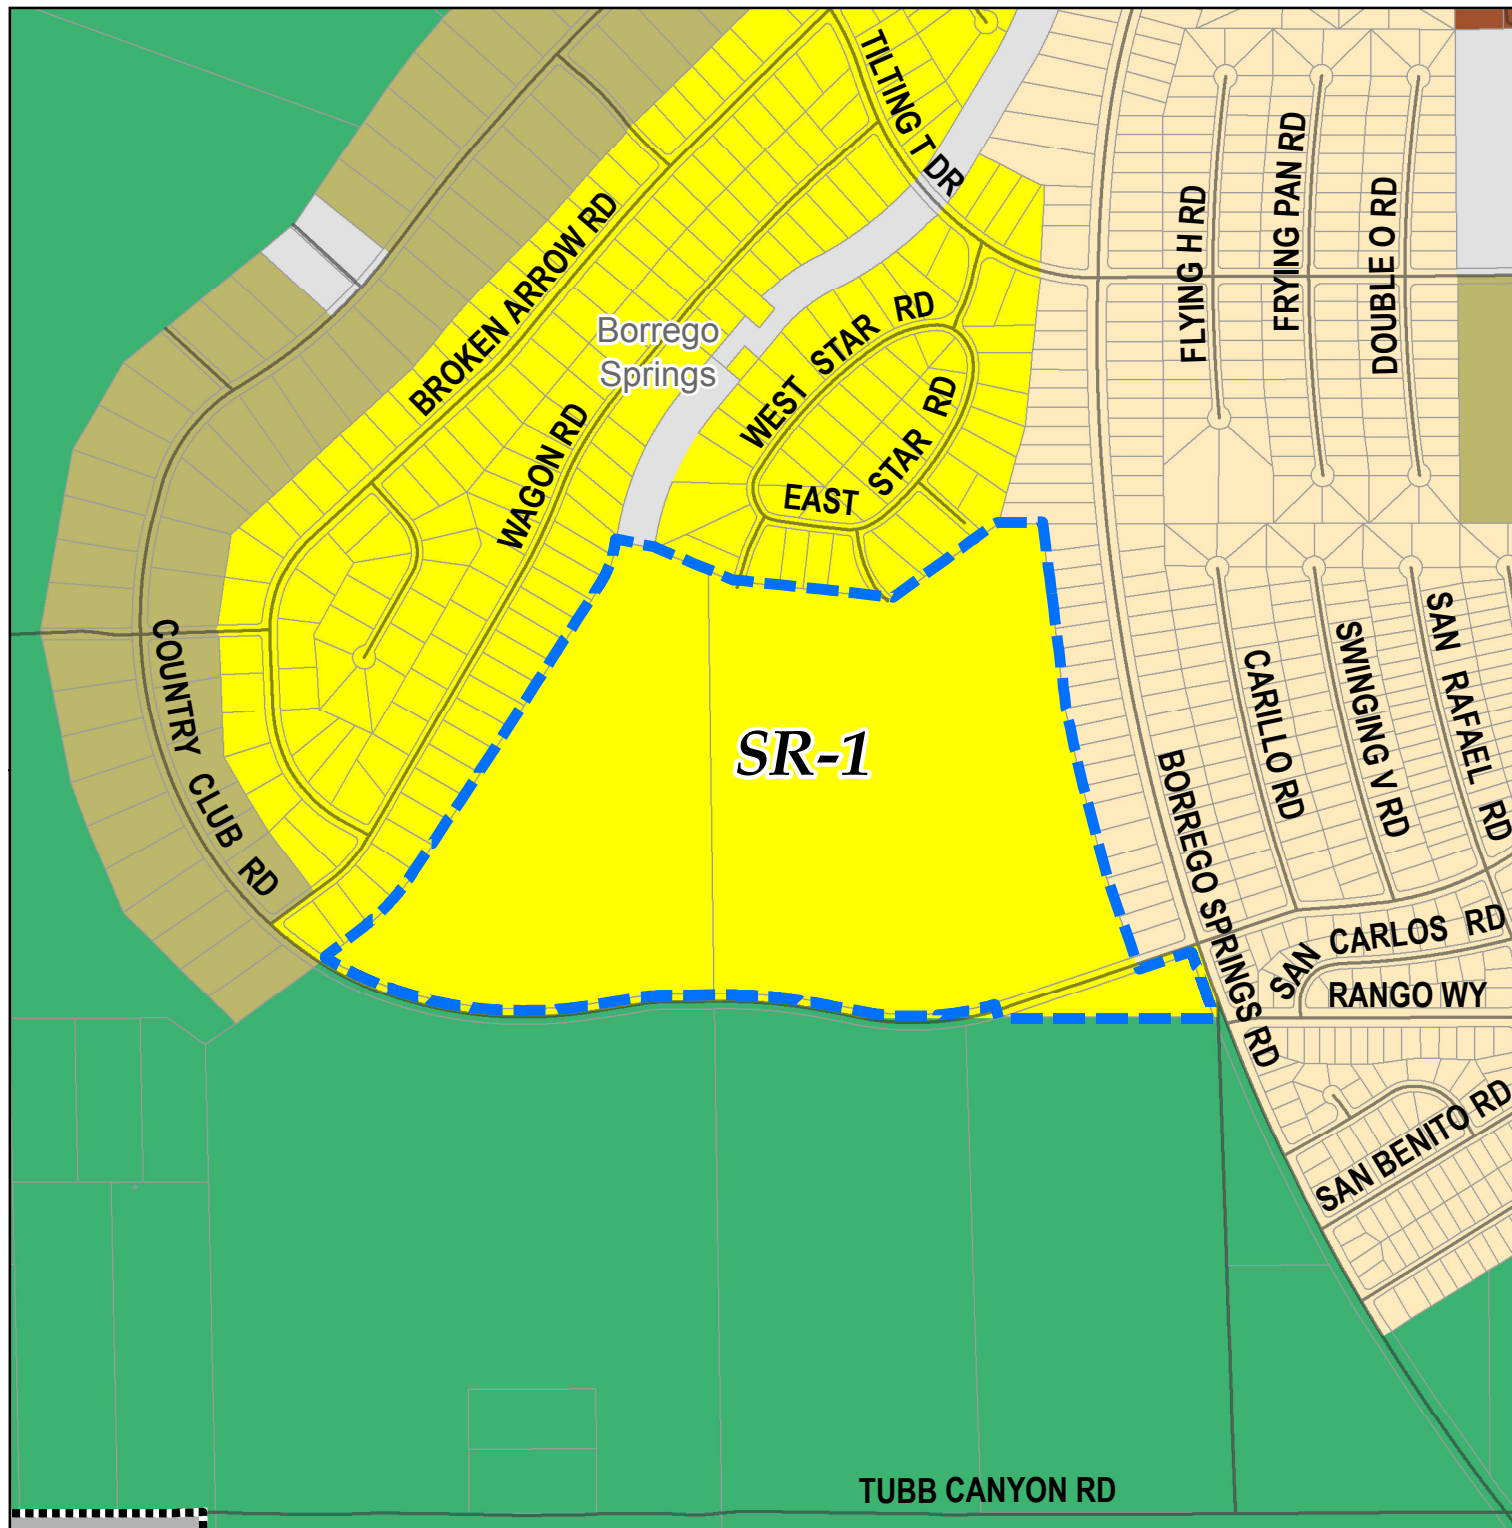 TILTING T DR
FLYING H RD
FRYING PAN RD
DOUBLE O RD
BROKEN ARROW RD
Borrego
Springs
WEST STAR RD
EAST STAR RD
WAGON RD
COUNTRY CLUB RD
SR-1
CARILLO RD
SWINGING V RD
SAN RAFAEL RD
BORREGO SPRINGS RD
SAN CARLOS RD
RANGO WY
SAN BENITO RD
TUBB CANYON RD